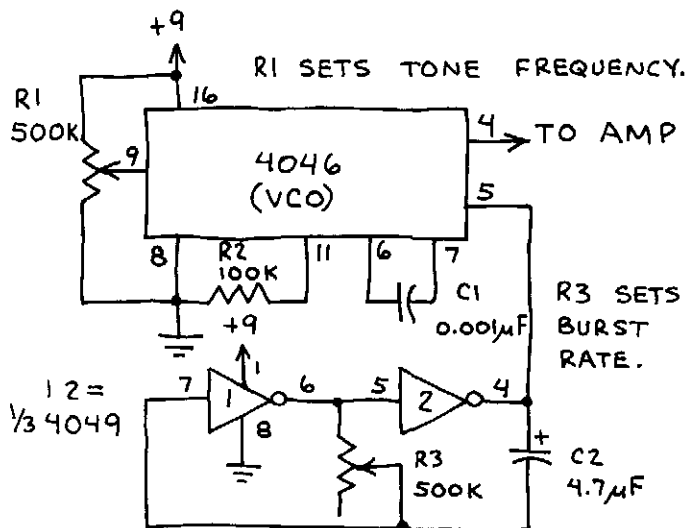 +9
R1 SETS TONE FREQUENCY.
R1
500K
16
9
4046
(VCO)
4
TO AMP
5
8
R2
100K
11
6
7
C1
0.001µF
R3 SETS
BURST
RATE.
+9
1
12=
1/3 4049
7
1
6
8
5
2
4
R3
500K
+
C2
4.7µF